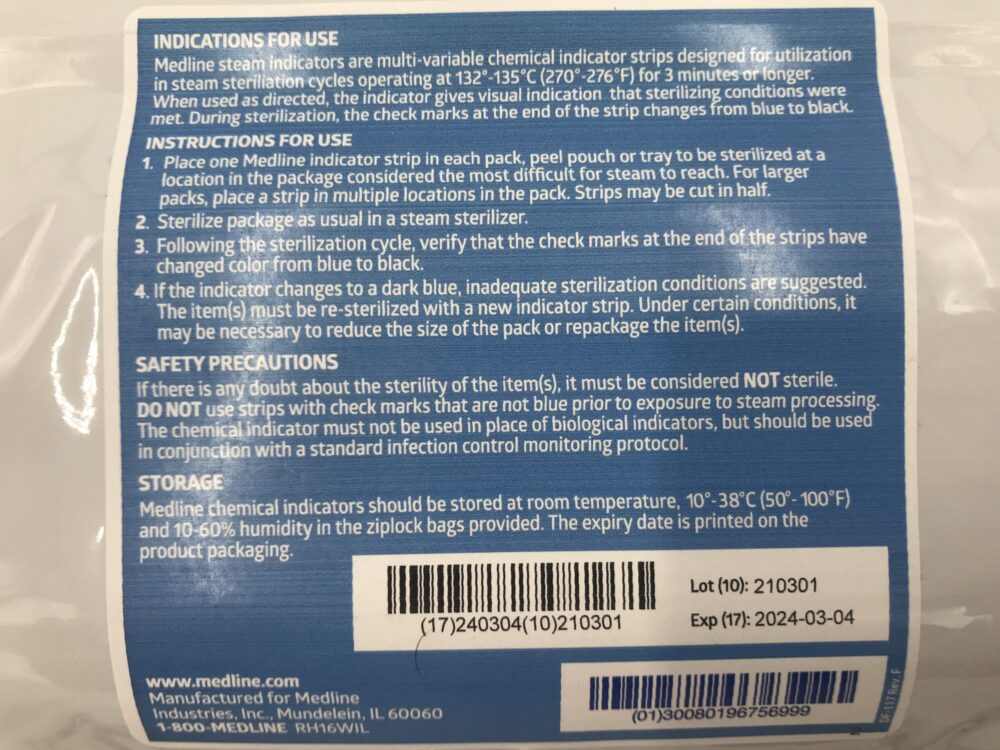 INDICATIONS FOR USE
Medline steam indicators are multi-variable chemical indicator strips designed for utilization
in steam steriliation cycles operating at 132°-135°C (270°-276°F) for 3 minutes or longer.
When used as directed, the indicator gives visual indication that sterilizing conditions were
met. During sterilization, the check marks at the end of the strip changes from blue to black.
INSTRUCTIONS FOR USE
1. Place one Medline indicator strip in each pack, peel pouch or tray to be sterilized at a
location in the package considered the most difficult for steam to reach. For larger
packs, place a strip in multiple locations in the pack. Strips may be cut in half.
2. Sterilize package as usual in a steam sterilizer.
3. Following the sterilization cycle, verify that the check marks at the end of the strips have
changed color from blue to black.
4. If the indicator changes to a dark blue, inadequate sterilization conditions are suggested.
The item(s) must be re-sterilized with a new indicator strip. Under certain conditions, it
may be necessary to reduce the size of the pack or repackage the item(s).
SAFETY PRECAUTIONS
If there is any doubt about the sterility of the item(s), it must be considered NOT sterile.
DO NOT use strips with check marks that are not blue prior to exposure to steam processing.
The chemical indicator must not be used in place of biological indicators, but should be used
in conjunction with a standard infection control monitoring protocol.
STORAGE
Medline chemical indicators should be stored at room temperature, 10°-38°C (50°-100°F)
and 10-60% humidity in the ziplock bags provided. The expiry date is printed on the
product packaging.
(17)240304(10)210301
Lot (10): 210301
Exp (17): 2024-03-04
www.medline.com
Manufactured for Medline
Industries, Inc., Mundelein, IL 60060
1-800-MEDLINE RH16WIL
(01)30080196756999
DF-117 Rev. F